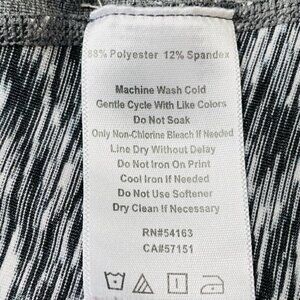 88% Polyester 12% Spandex
Machine Wash Cold
Gentle Cycle With Like Colors
Do Not Soak
Only Non-Chlorine Bleach If Needed
Line Dry Without Delay
Do Not Iron On Print
Cool Iron If Needed
Do Not Use Softener
Dry Clean If Necessary
RN#54163
CA#57151